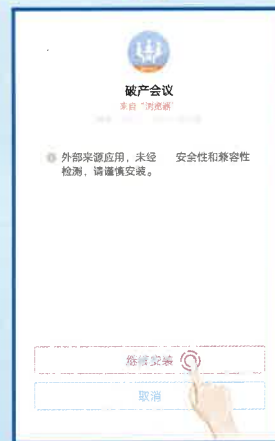 破产会议
来自“浏览器”
外部来源应用，未经 安全性和兼容性
检测，请谨慎安装。
继续安装
取消